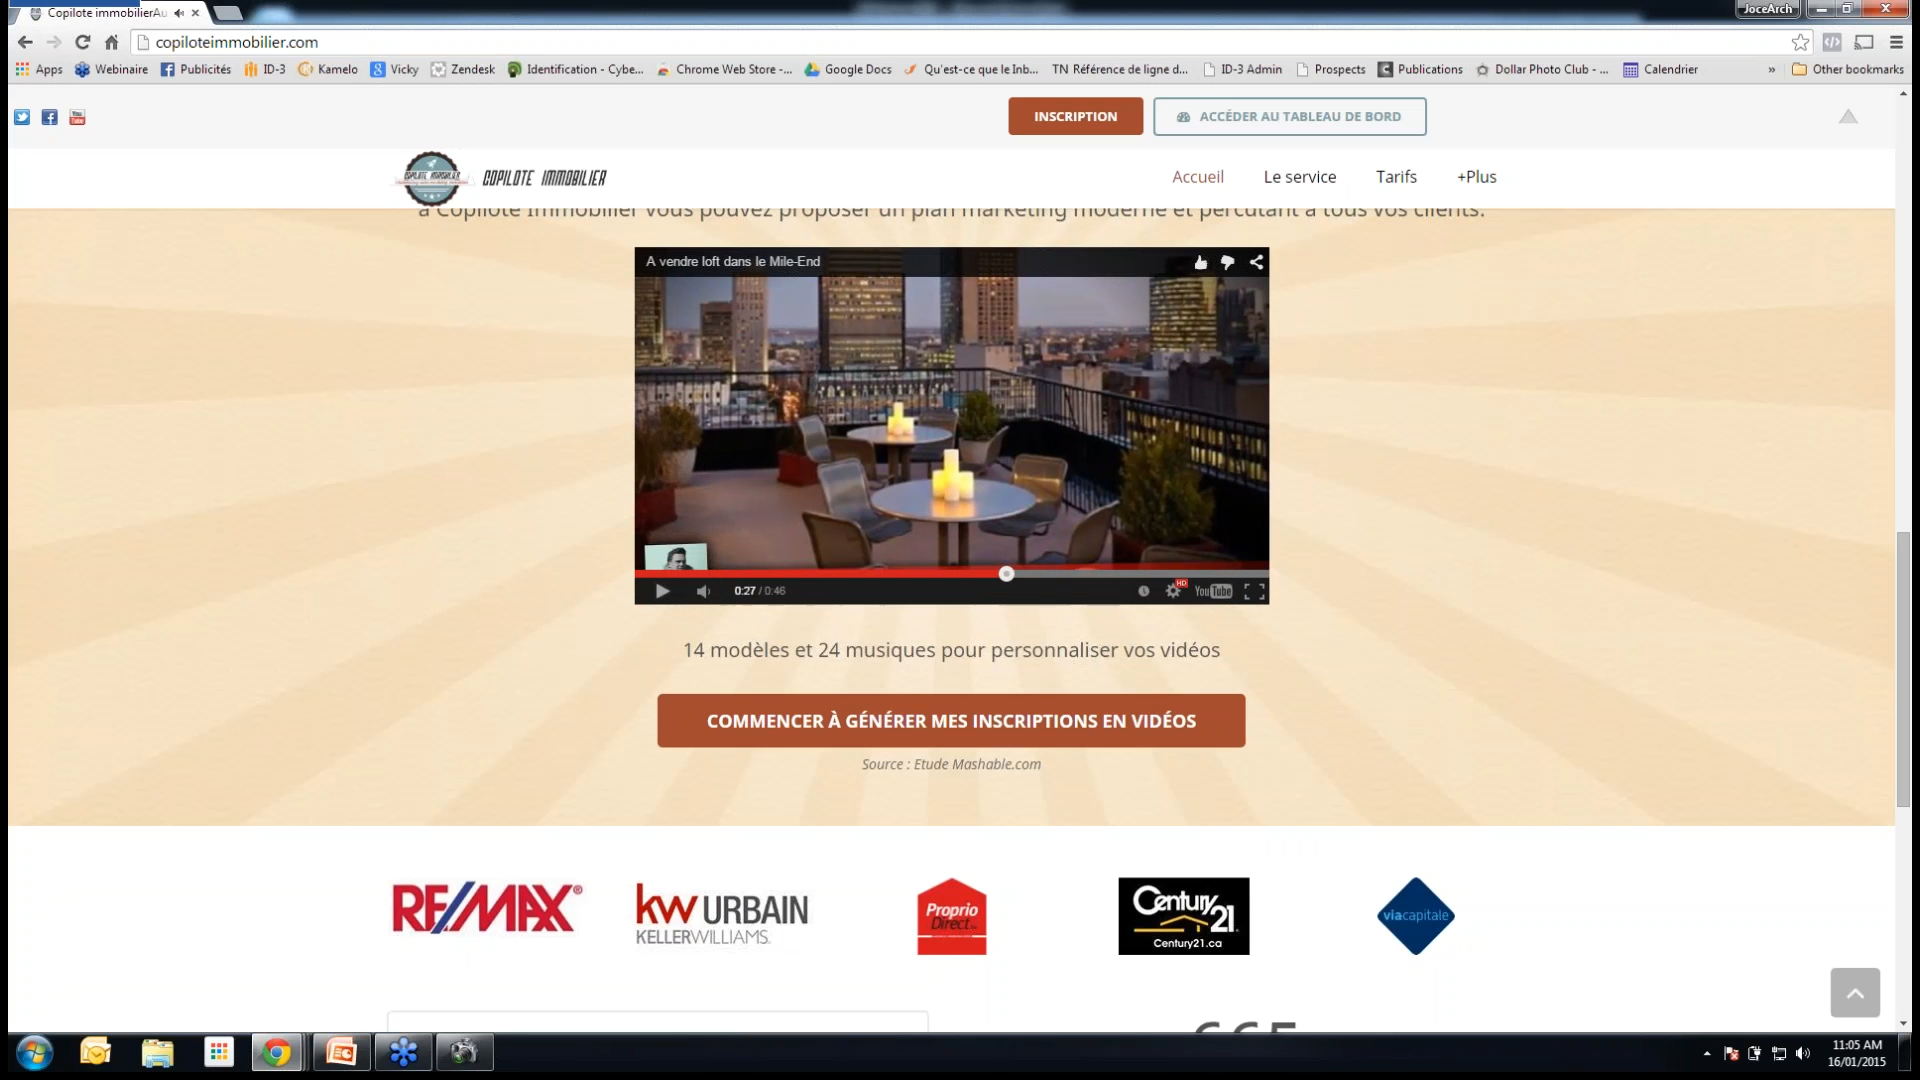 Copilote immobilierAu
JoceArch
copiloteimmobilier.com
Apps Webinaire Publicités ID-3 Kamelo Vicky Zendesk Identification - Cybe... Chrome Web Store -... Google Docs Qu'est-ce que le Inb... TN Référence de ligne d... ID-3 Admin Prospects Publications Dollar Photo Club - ... Calendrier » Other bookmarks
INSCRIPTION ACCÉDER AU TABLEAU DE BORD
COPILOTE IMMOBILIER COPILOTE IMMOBILIER Accueil Le service Tarifs +Plus
à Copilote Immobilier vous pouvez proposer un plan marketing moderne et percutant à tous vos clients.
A vendre loft dans le Mile-End
0:27 / 0:46 HD YouTube
14 modèles et 24 musiques pour personnaliser vos vidéos
COMMENCER À GÉNÉRER MES INSCRIPTIONS EN VIDÉOS
Source : Etude Mashable.com
RE/MAX® kw URBAIN Proprio Century 21 viacapitale
KELLERWILLIAMS. Direct Century21.ca
665
11:05 AM
16/01/2015